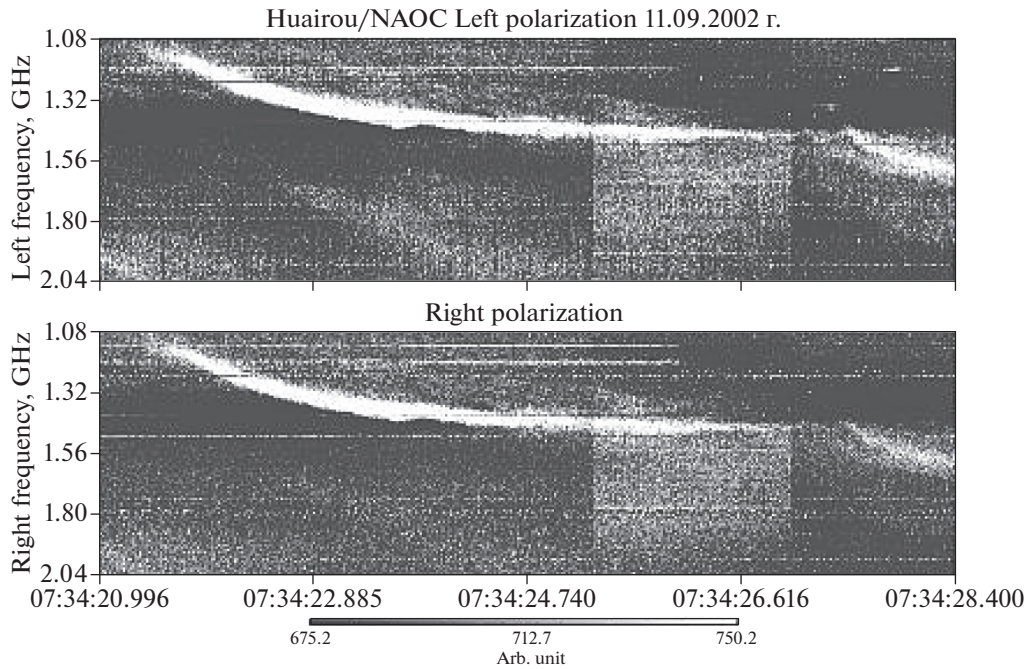 Huairou/NAOC Left polarization 11.09.2002 г.
Left frequency, GHz
1.08
1.32
1.56
1.80
2.04
Right polarization
Right frequency, GHz
1.08
1.32
1.56
1.80
2.04
07:34:20.996 07:34:22.885 07:34:24.740 07:34:26.616 07:34:28.400
675.2 712.7 750.2
Arb. unit